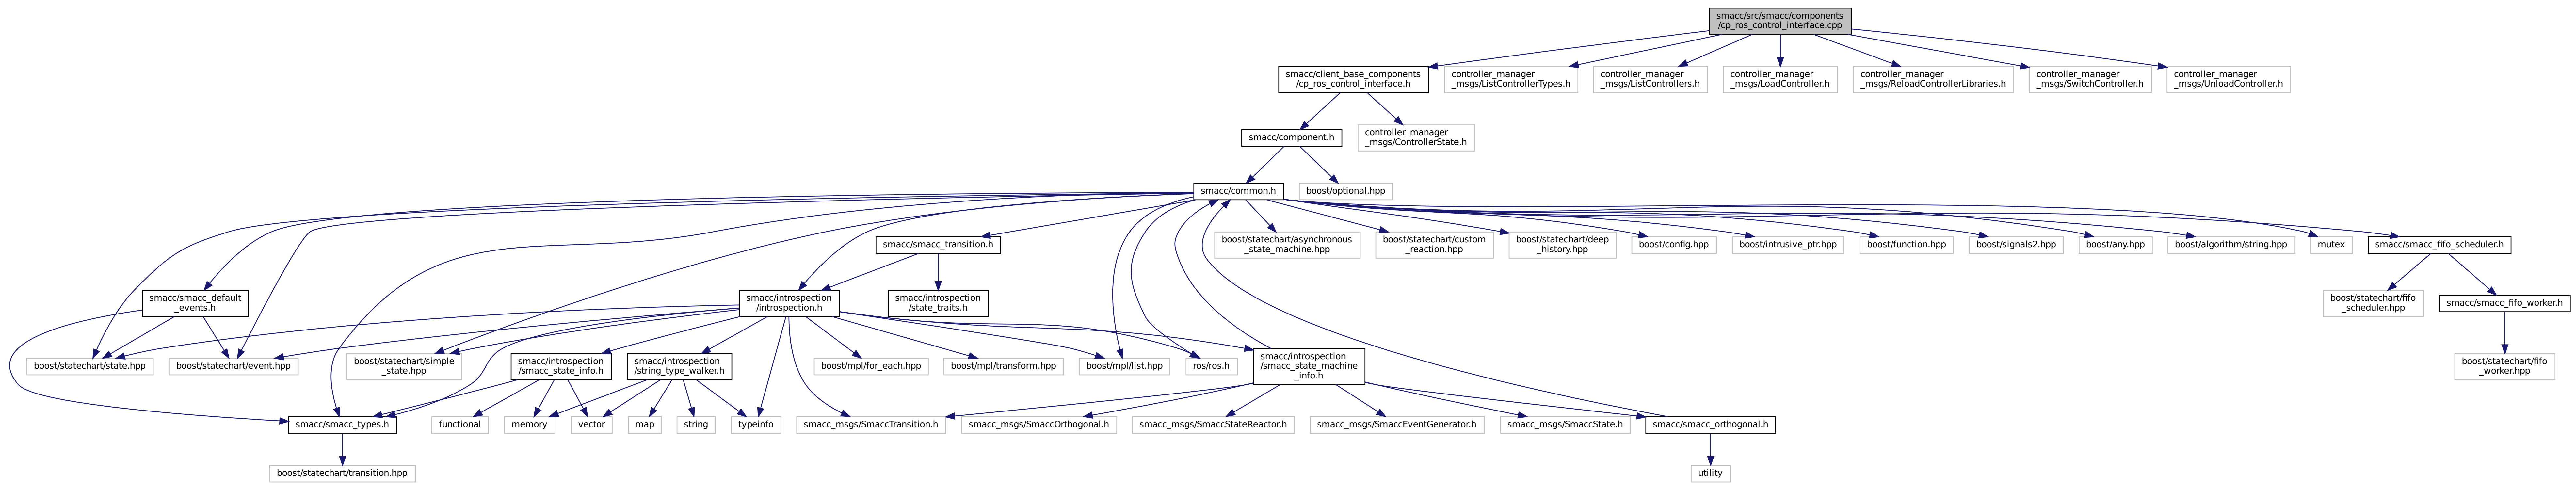 smacc/src/smacc/components
/cp_ros_control_interface.cpp
smacc/client_base_components
/cp_ros_control_interface.h
controller_manager
_msgs/ListControllerTypes.h
controller_manager
_msgs/ListControllers.h
controller_manager
_msgs/LoadController.h
controller_manager
_msgs/ReloadControllerLibraries.h
controller_manager
_msgs/SwitchController.h
controller_manager
_msgs/UnloadController.h
smacc/component.h
controller_manager
_msgs/ControllerState.h
smacc/common.h
boost/optional.hpp
smacc/smacc_transition.h
boost/statechart/asynchronous
_state_machine.hpp
boost/statechart/custom
_reaction.hpp
boost/statechart/deep
_history.hpp
boost/config.hpp
boost/intrusive_ptr.hpp
boost/function.hpp
boost/signals2.hpp
boost/any.hpp
boost/algorithm/string.hpp
mutex
smacc/smacc_fifo_scheduler.h
smacc/smacc_default
_events.h
smacc/introspection
/introspection.h
smacc/introspection
/state_traits.h
boost/statechart/fifo
_scheduler.hpp
smacc/smacc_fifo_worker.h
boost/statechart/state.hpp
boost/statechart/event.hpp
boost/statechart/simple
_state.hpp
smacc/introspection
/smacc_state_info.h
smacc/introspection
/string_type_walker.h
boost/mpl/for_each.hpp
boost/mpl/transform.hpp
boost/mpl/list.hpp
ros/ros.h
smacc/introspection
/smacc_state_machine
_info.h
boost/statechart/fifo
_worker.hpp
smacc/smacc_types.h
functional
memory
vector
map
string
typeinfo
smacc_msgs/SmaccTransition.h
smacc_msgs/SmaccOrthogonal.h
smacc_msgs/SmaccStateReactor.h
smacc_msgs/SmaccEventGenerator.h
smacc_msgs/SmaccState.h
smacc/smacc_orthogonal.h
boost/statechart/transition.hpp
utility